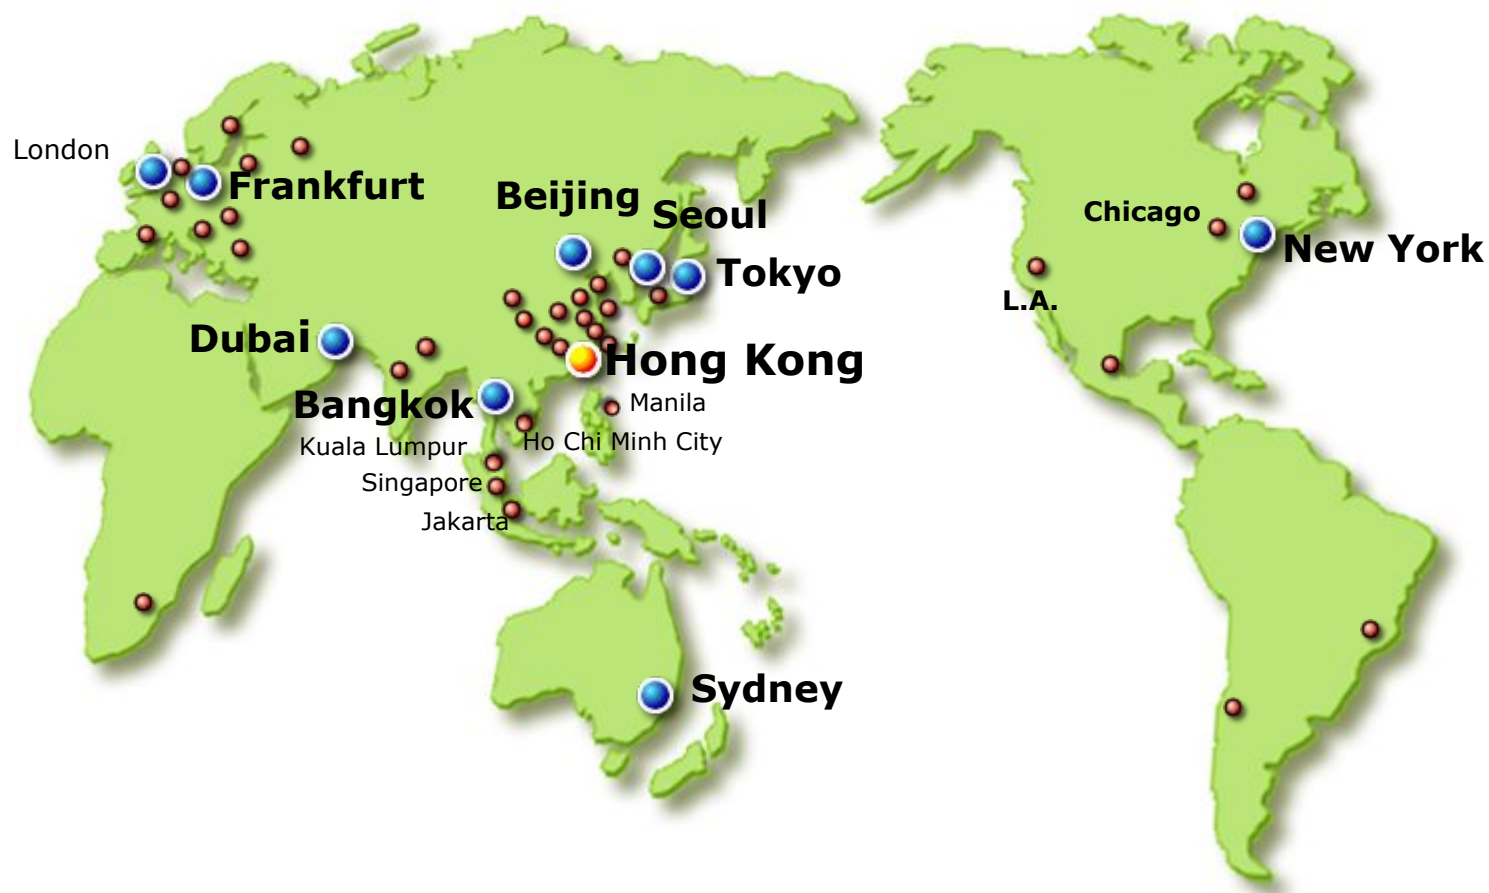 London
Frankfurt
Beijing
Seoul
Tokyo
Chicago
New York
L.A.
Dubai
Hong Kong
Bangkok
Manila
Kuala Lumpur
Ho Chi Minh City
Singapore
Jakarta
Sydney